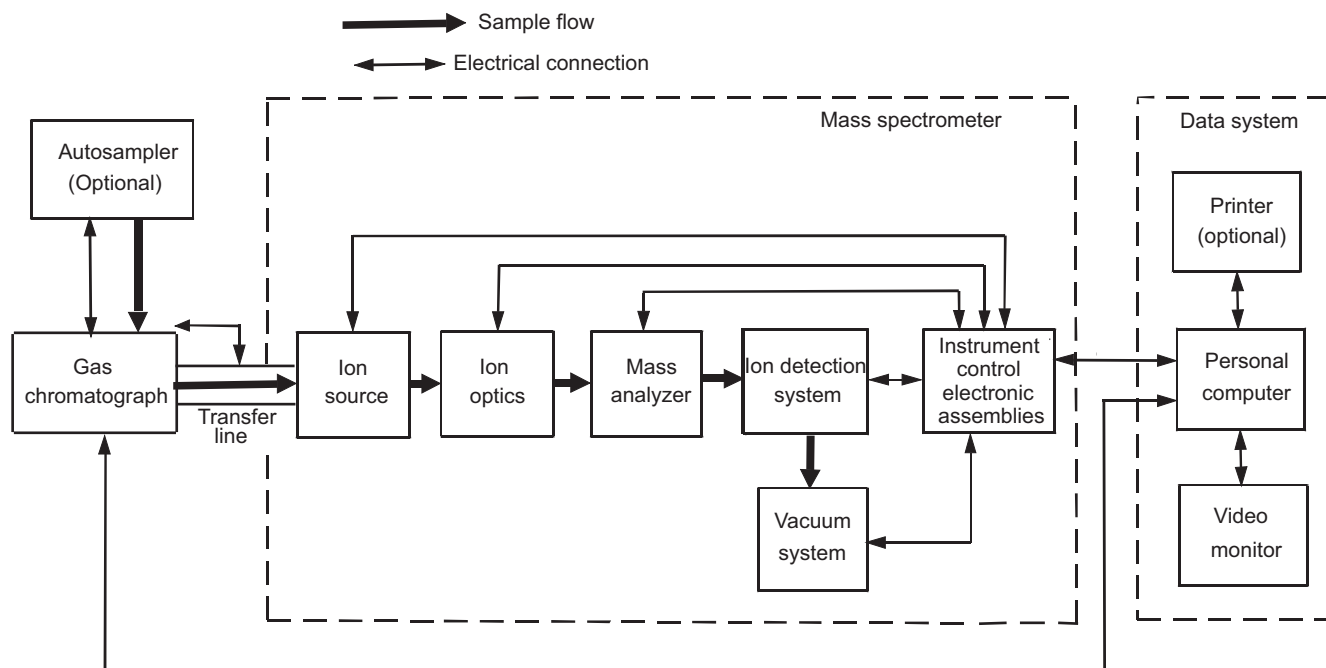 Sample flow
Electrical connection
Mass spectrometer
Data system
Autosampler
(Optional)
Printer
(optional)
Gas
chromatograph
Transfer
line
Ion
source
Ion
optics
Mass
analyzer
Ion detection
system
Instrument
control
electronic
assemblies
Personal
computer
Vacuum
system
Video
monitor